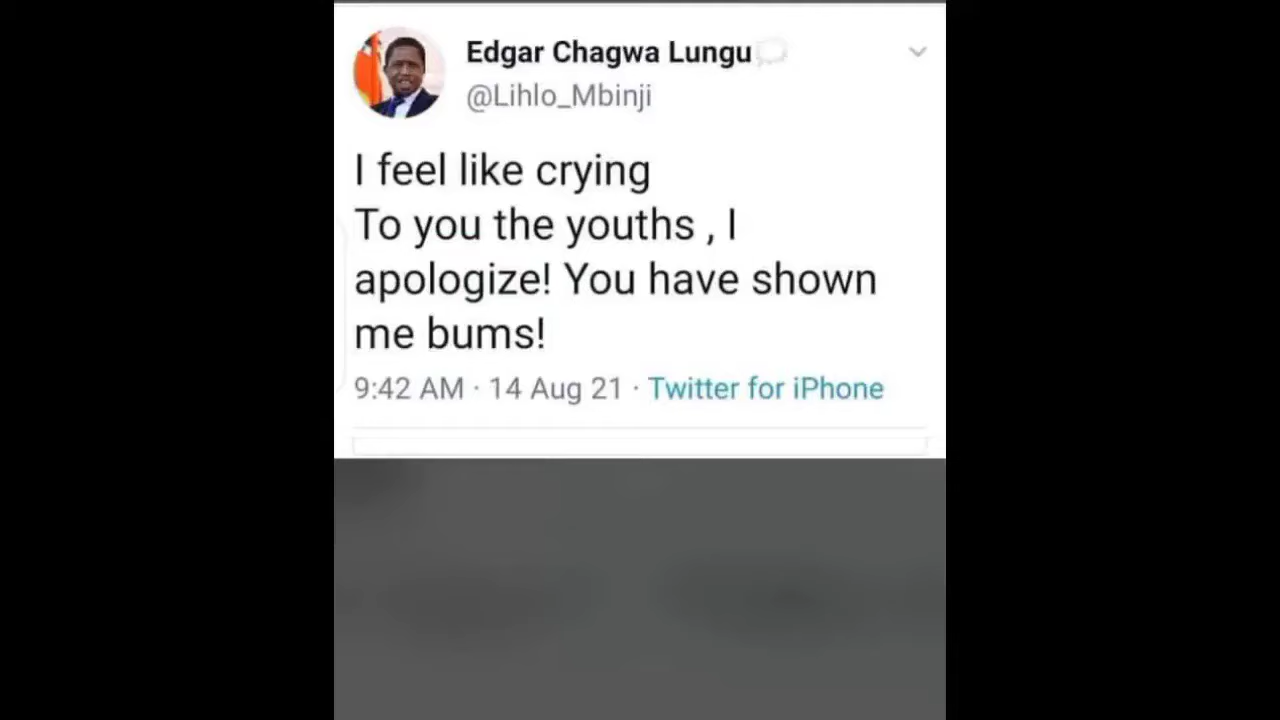 Edgar Chagwa Lungu
@Lihlo_Mbinji
I feel like crying
To you the youths , I
apologize! You have shown
me bums!
9:42 AM · 14 Aug 21 · Twitter for iPhone